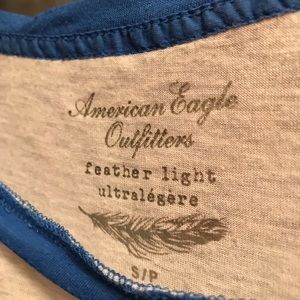 American Eagle
Outfitters
feather light
ultralégère
S/P